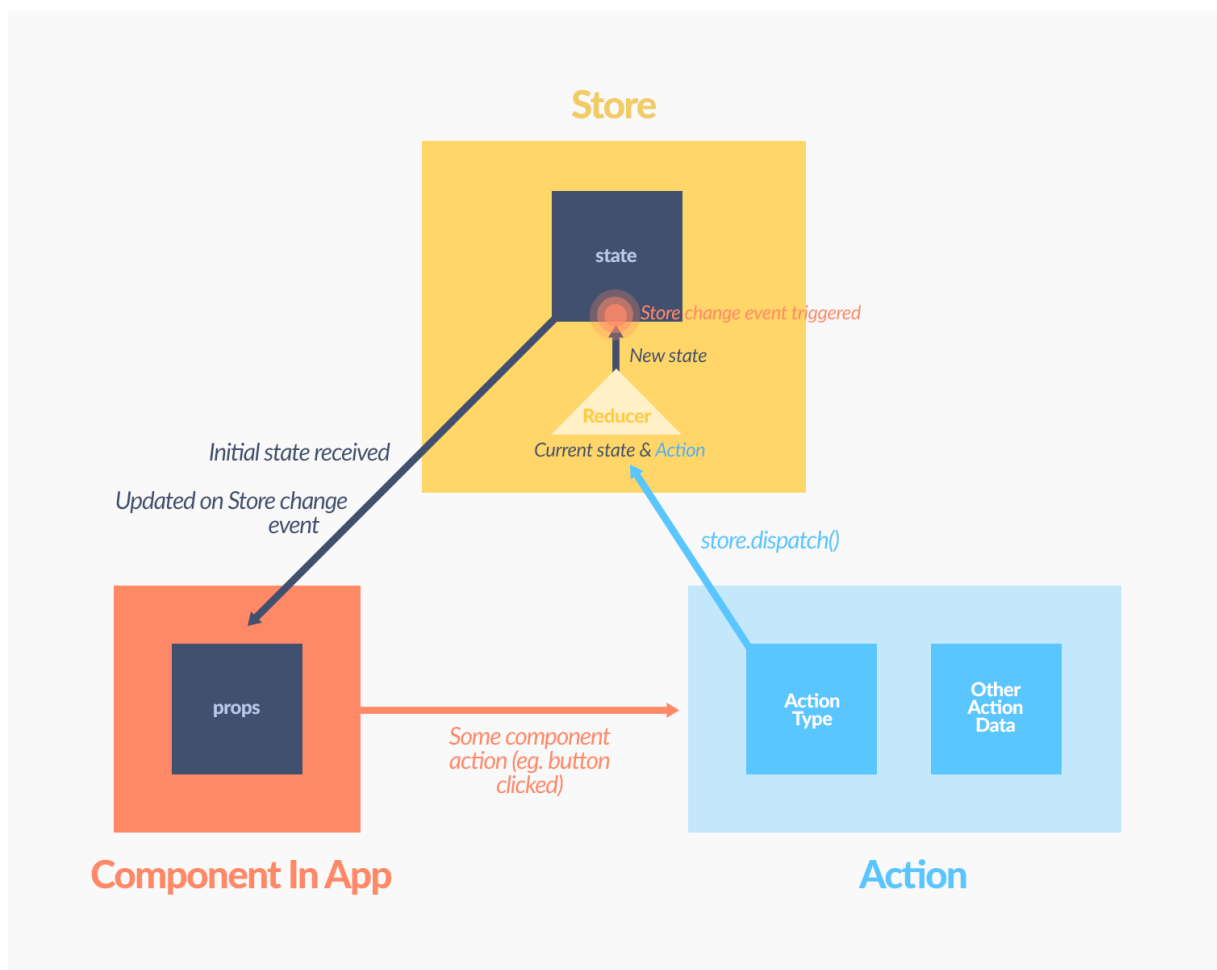 Store
state
Store change event triggered
New state
Reducer
Current state & Action
Initial state received
Updated on Store change
event
store.dispatch()
props
Some component
action (eg. button
clicked)
Action
Type
Other
Action
Data
Component In App
Action